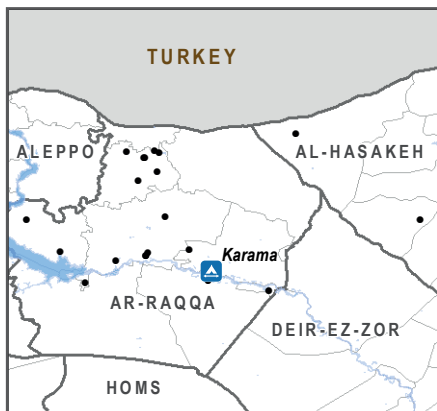 TURKEY
ALEPPO
AL-HASAKEH
Karama
AR-RAQQA
DEIR-EZ-ZOR
HOMS